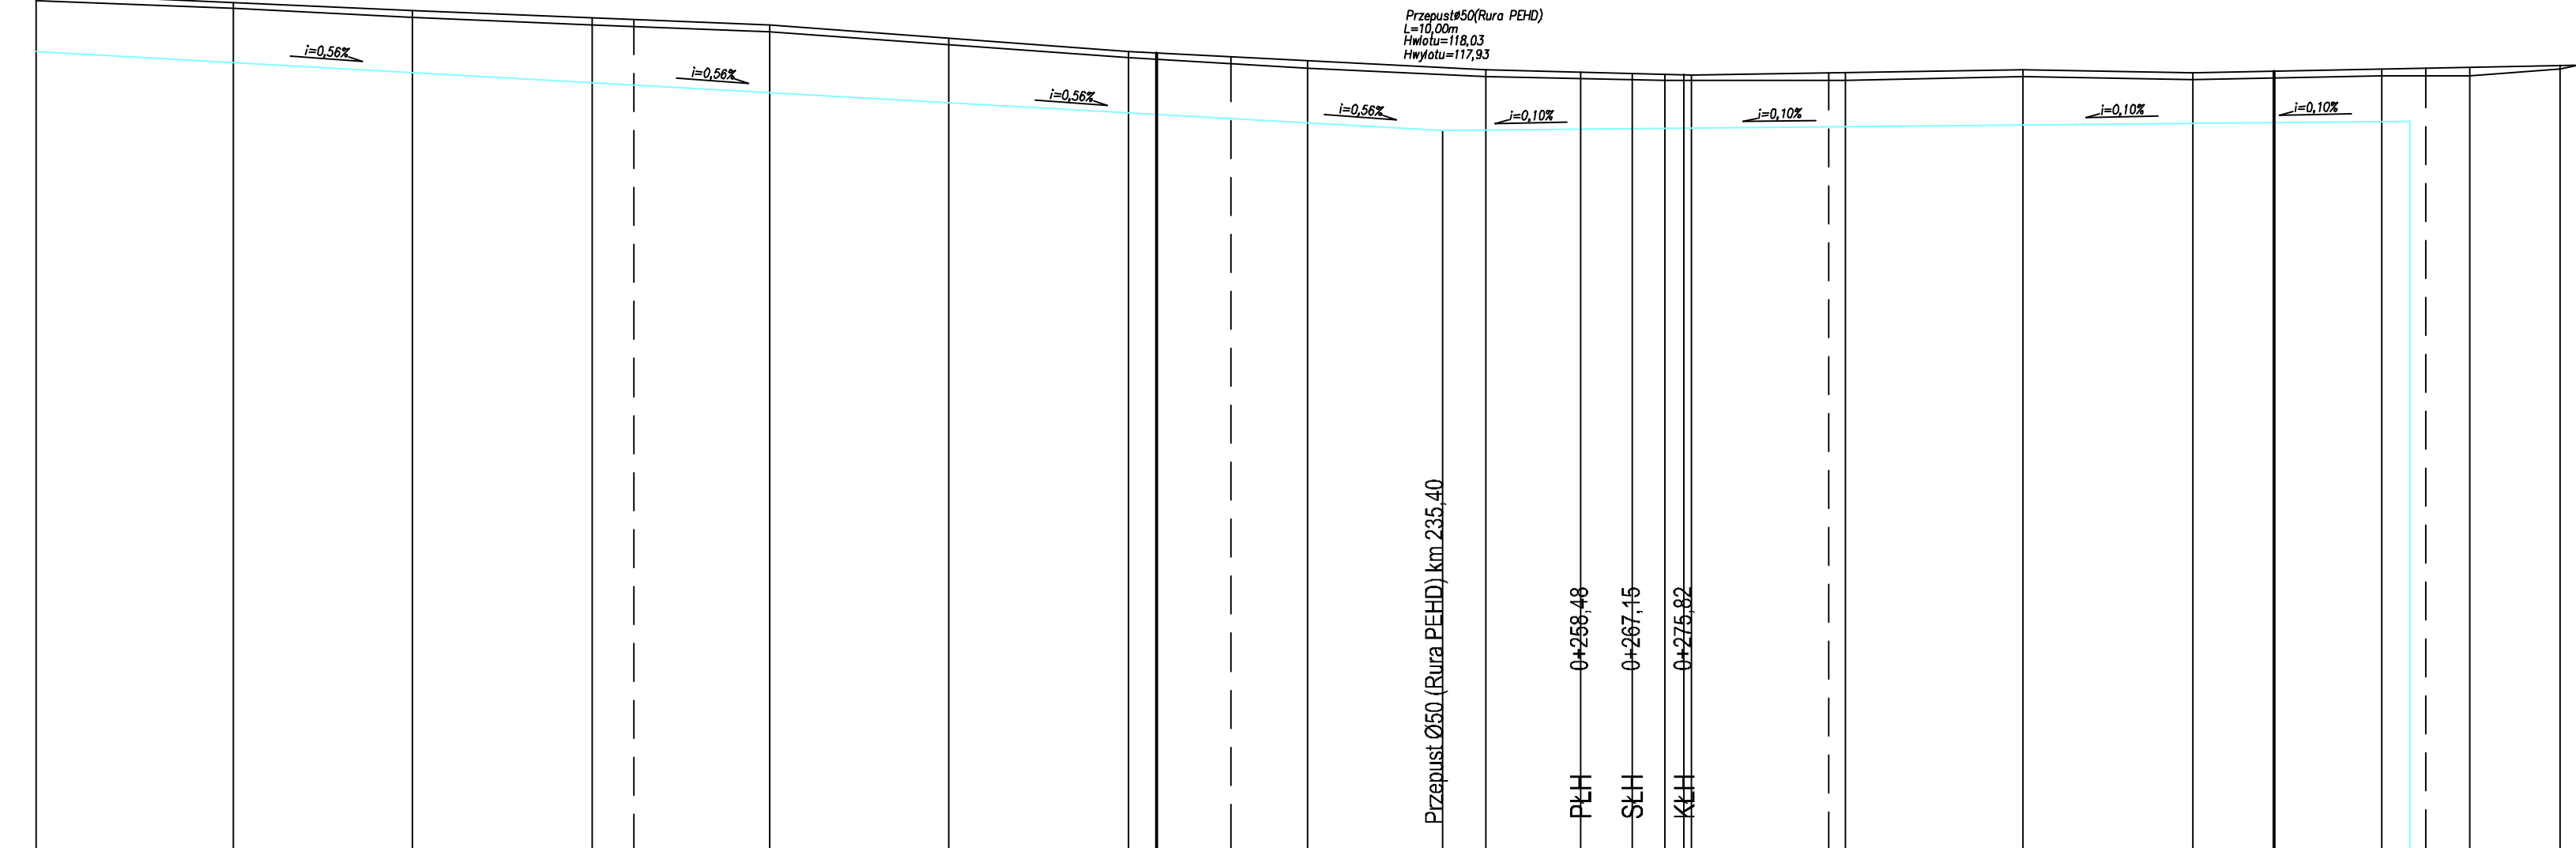 Przepustø50(Rura PEHD)
L=10,00m
Hwlotu=118,03
Hwylotu=117,93
i=0,56%
i=0,56%
i=0,56%
i=0,56%
i=0,10%
i=0,10%
i=0,10%
i=0,10%
Przepust Ø50 (Rura PEHD) km 235,40
PŁH 0+258,48
SŁH 0+267,15
KŁH 0+275,82